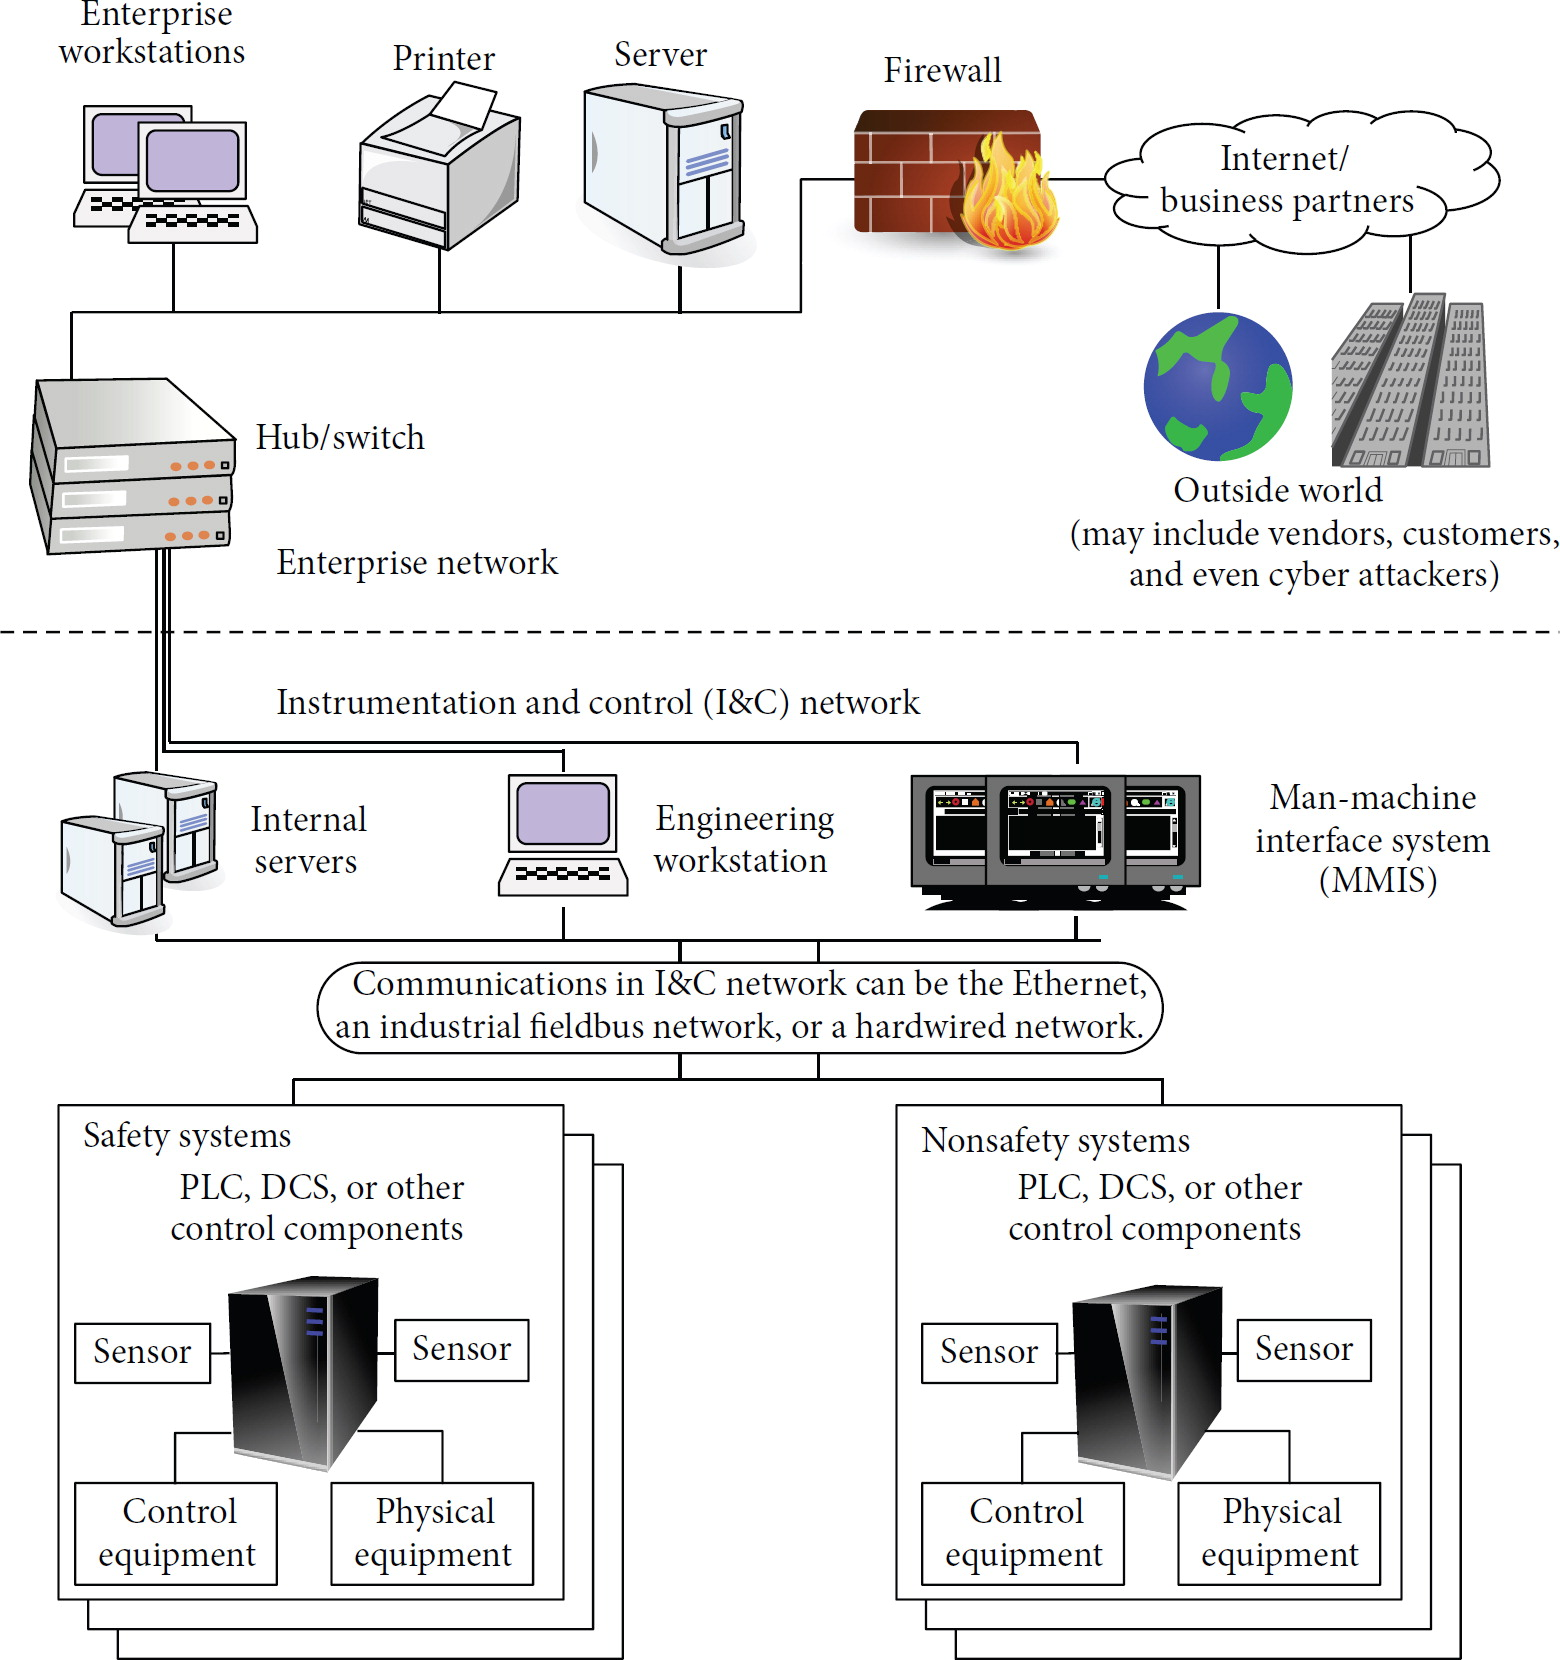 Enterprise
workstations
Printer
Server
Firewall
Internet/
business partners
Hub/switch
Outside world
(may include vendors, customers,
and even cyber attackers)
Enterprise network
Instrumentation and control (I&C) network
Internal
servers
Engineering
workstation
Man-machine
interface system
(MMIS)
Communications in I&C network can be the Ethernet,
an industrial fieldbus network, or a hardwired network.
Safety systems
PLC, DCS, or other
control components
Sensor
Sensor
Control
equipment
Physical
equipment
Nonsafety systems
PLC, DCS, or other
control components
Sensor
Sensor
Control
equipment
Physical
equipment